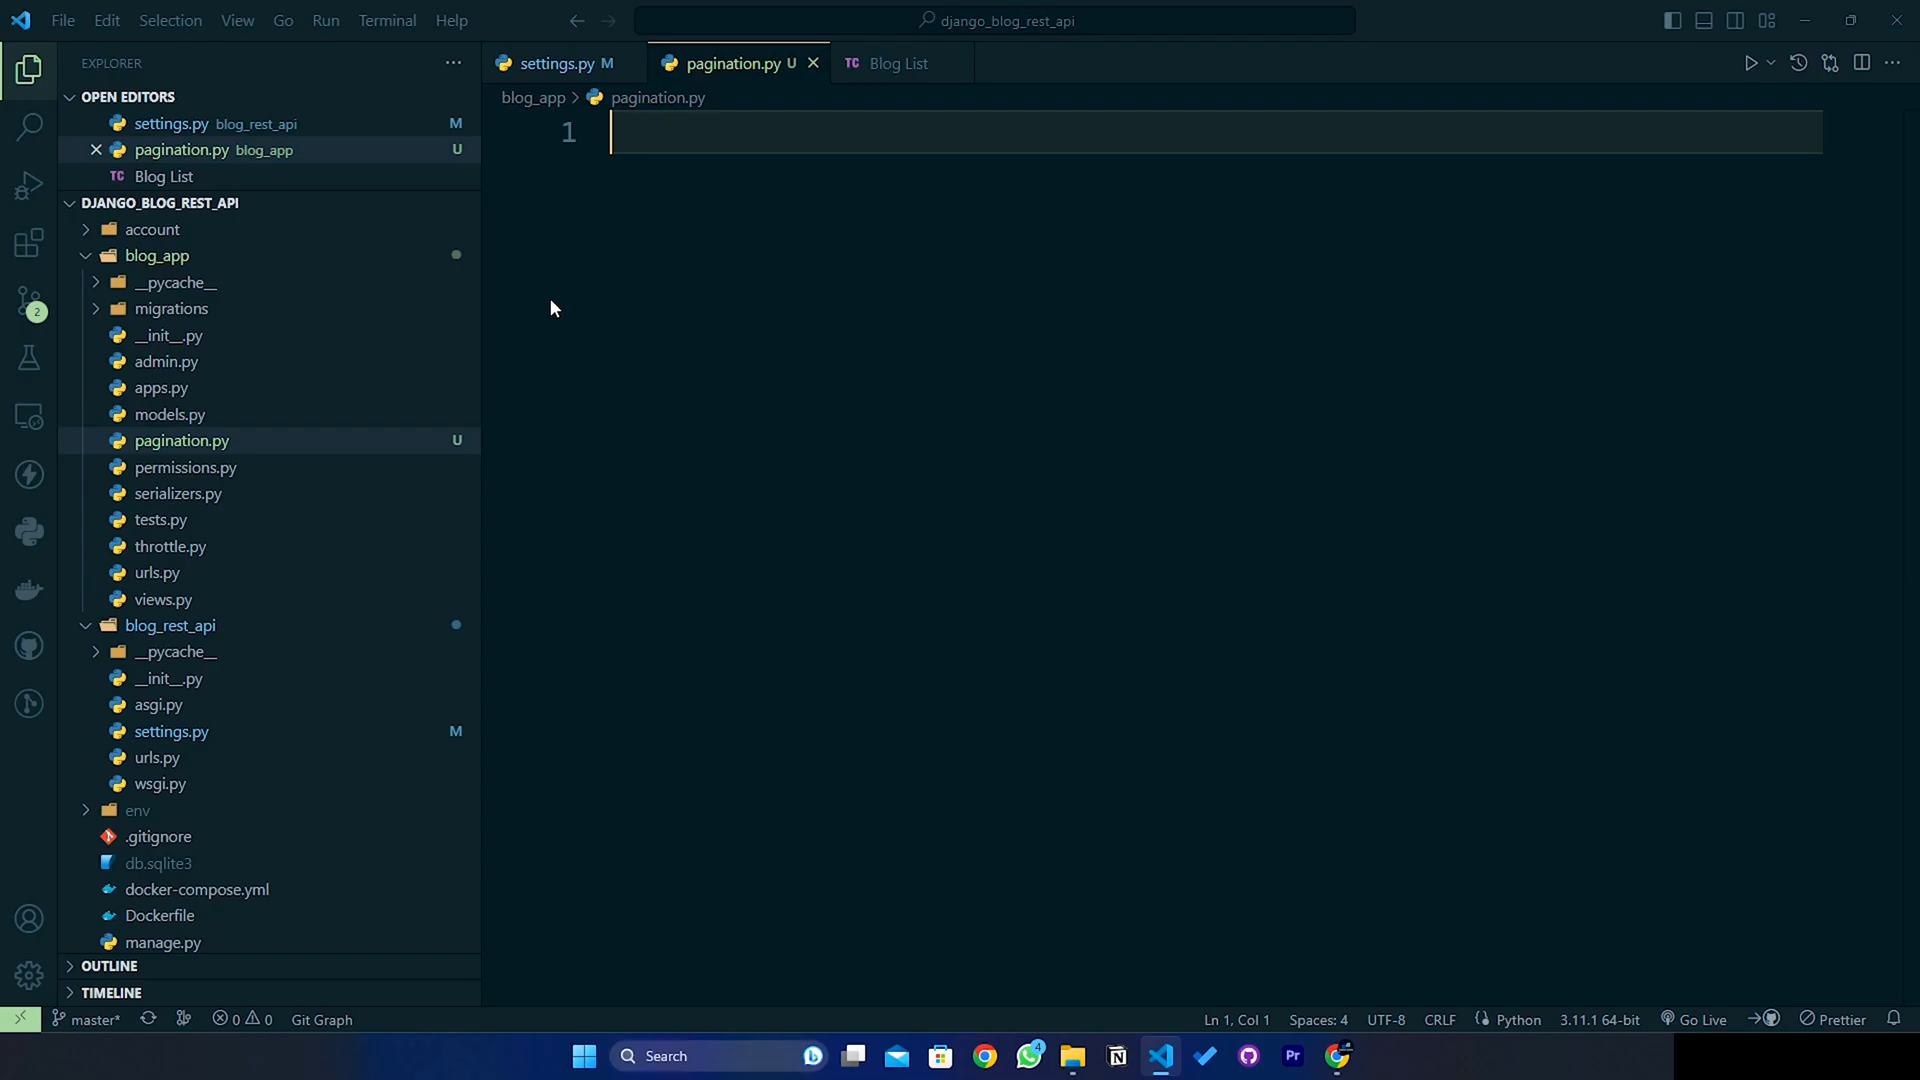 File Edit Selection View Go Run Terminal Help
django_blog_rest_api
EXPLORER
settings.py M
pagination.py U
TC Blog List
OPEN EDITORS
blog_app > pagination.py
settings.py blog_rest_api M
1
pagination.py blog_app U
TC Blog List
DJANGO_BLOG_REST_API
account
blog_app
__pycache__
migrations
__init__.py
2
admin.py
apps.py
models.py
pagination.py U
permissions.py
serializers.py
tests.py
throttle.py
urls.py
views.py
blog_rest_api
__pycache__
__init__.py
asgi.py
settings.py M
urls.py
wsgi.py
env
.gitignore
db.sqlite3
docker-compose.yml
Dockerfile
manage.py
OUTLINE
TIMELINE
master* 0 0 Git Graph Ln 1, Col 1 Spaces: 4 UTF-8 CRLF Python 3.11.1 64-bit Go Live Prettier
Search 4 N Pr